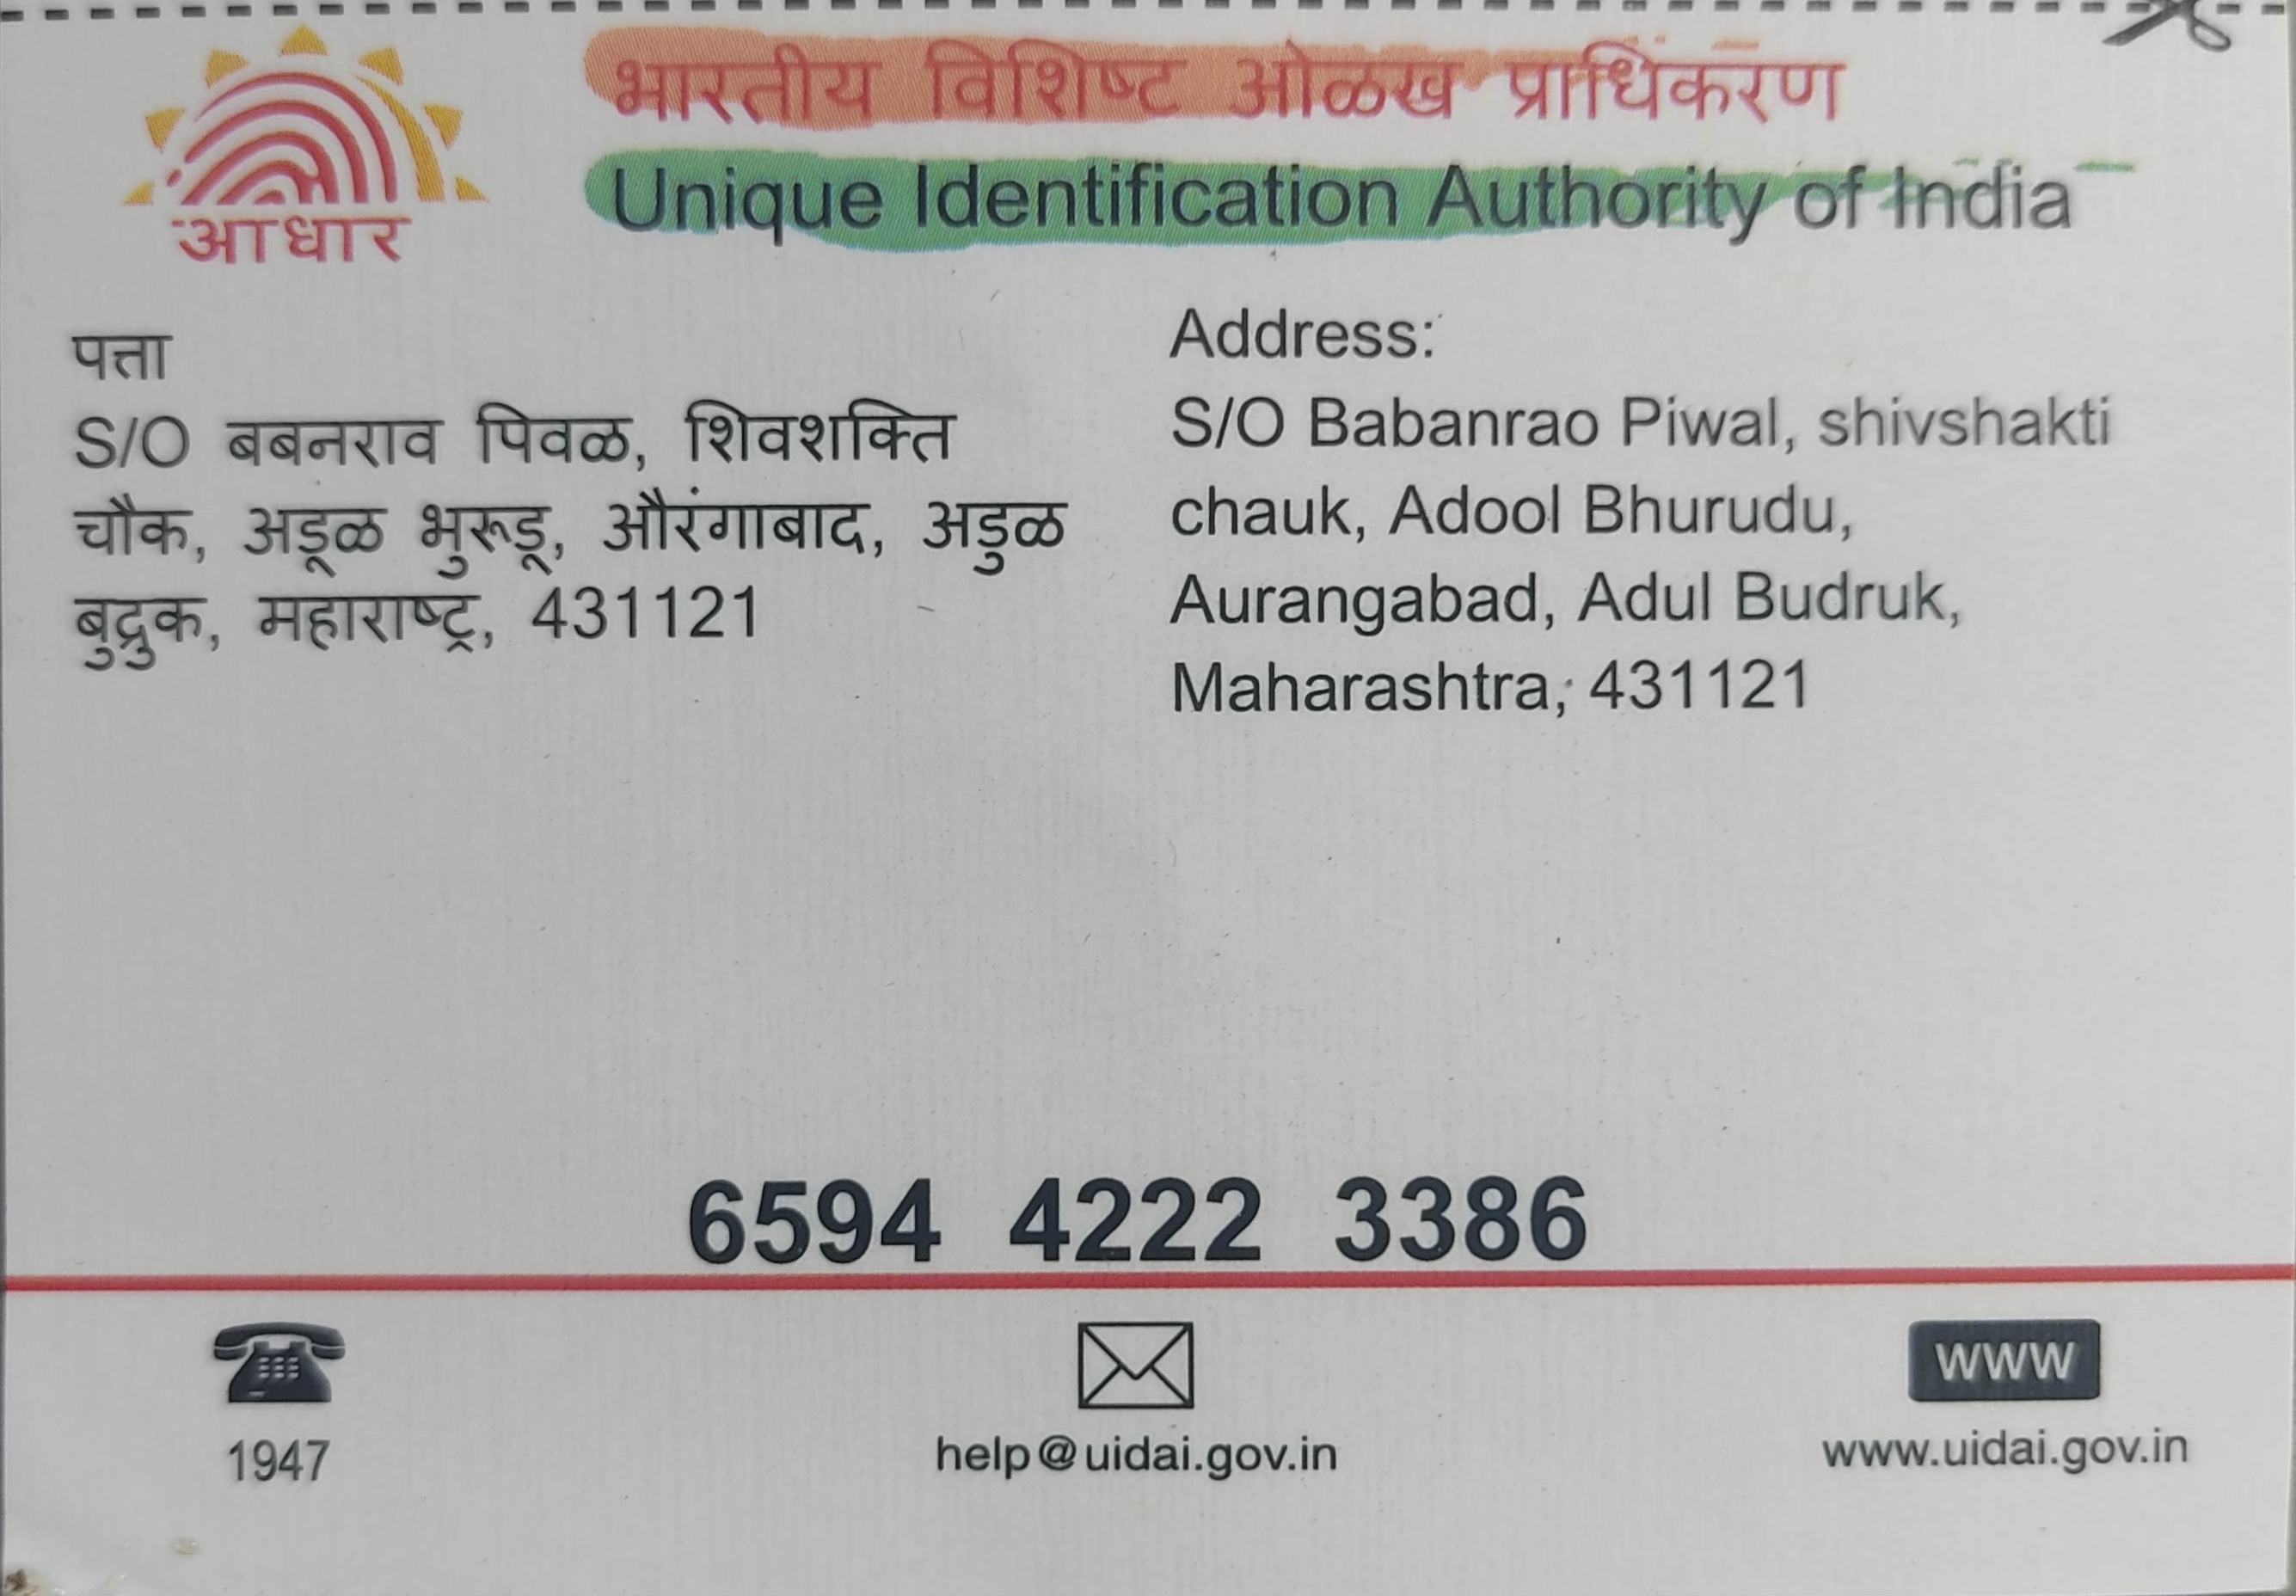 भारतीय विशिष्ट ओळख प्राधिकरण
Unique Identification Authority of India
आधार
पत्ता
S/O बबनराव पिवळ, शिवशक्ति
चौक, अडूळ भुरूडू, औरंगाबाद, अडुळ
बुद्रुक, महाराष्ट्र, 431121
Address:
S/O Babanrao Piwal, shivshakti
chauk, Adool Bhurudu,
Aurangabad, Adul Budruk,
Maharashtra, 431121
6594 4222 3386
www
1947
help@uidai.gov.in
www.uidai.gov.in